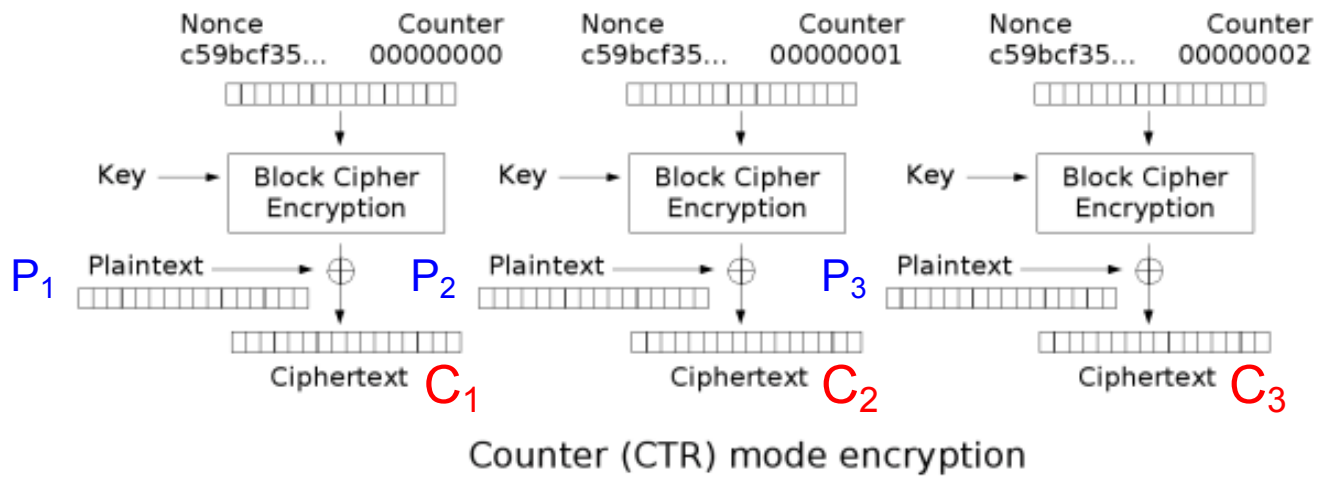 Nonce Counter Nonce Counter Nonce Counter
c59bcf35... 00000000 c59bcf35... 00000001 c59bcf35... 00000002
Key Block Cipher Encryption Key Block Cipher Encryption Key Block Cipher Encryption
P₁ Plaintext P₂ Plaintext P₃ Plaintext
Ciphertext C₁ Ciphertext C₂ Ciphertext C₃
Counter (CTR) mode encryption